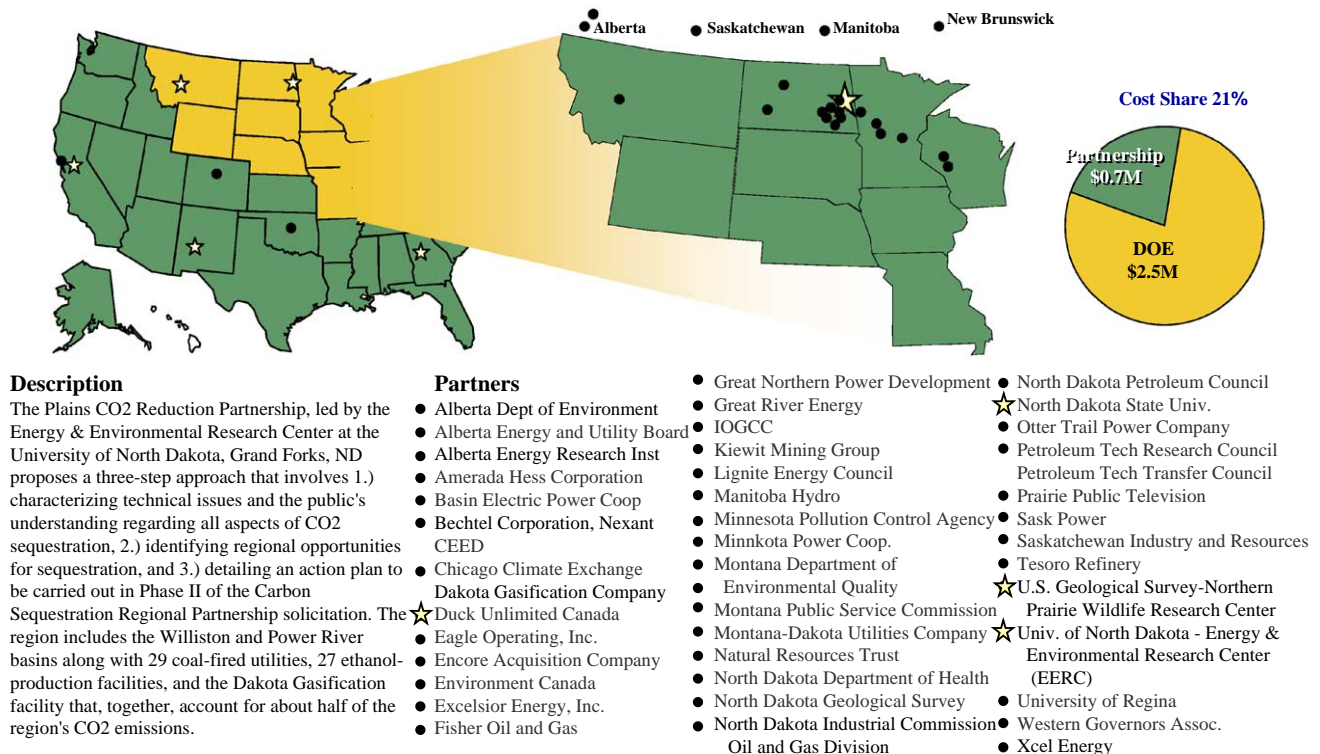 Alberta
Saskatchewan
Manitoba
New Brunswick
Cost Share 21%
Partnership
$0.7M
DOE
$2.5M
Description
The Plains CO2 Reduction Partnership, led by the
Energy & Environmental Research Center at the
University of North Dakota, Grand Forks, ND
proposes a three-step approach that involves 1.)
characterizing technical issues and the public's
understanding regarding all aspects of CO2
sequestration, 2.) identifying regional opportunities
for sequestration, and 3.) detailing an action plan to
be carried out in Phase II of the Carbon
Sequestration Regional Partnership solicitation. The
region includes the Williston and Power River
basins along with 29 coal-fired utilities, 27 ethanol-
production facilities, and the Dakota Gasification
facility that, together, account for about half of the
region's CO2 emissions.
Partners
Alberta Dept of Environment
Alberta Energy and Utility Board
Alberta Energy Research Inst
Amerada Hess Corporation
Basin Electric Power Coop
Bechtel Corporation, Nexant
CEED
Chicago Climate Exchange
Dakota Gasification Company
Duck Unlimited Canada
Eagle Operating, Inc.
Encore Acquisition Company
Environment Canada
Excelsior Energy, Inc.
Fisher Oil and Gas
Great Northern Power Development
Great River Energy
IOGCC
Kiewit Mining Group
Lignite Energy Council
Manitoba Hydro
Minnesota Pollution Control Agency
Minnkota Power Coop.
Montana Department of
Environmental Quality
Montana Public Service Commission
Montana-Dakota Utilities Company
Natural Resources Trust
North Dakota Department of Health
North Dakota Geological Survey
North Dakota Industrial Commission
Oil and Gas Division
North Dakota Petroleum Council
North Dakota State Univ.
Otter Trail Power Company
Petroleum Tech Research Council
Petroleum Tech Transfer Council
Prairie Public Television
Sask Power
Saskatchewan Industry and Resources
Tesoro Refinery
U.S. Geological Survey-Northern
Prairie Wildlife Research Center
Univ. of North Dakota - Energy &
Environmental Research Center
(EERC)
University of Regina
Western Governors Assoc.
Xcel Energy